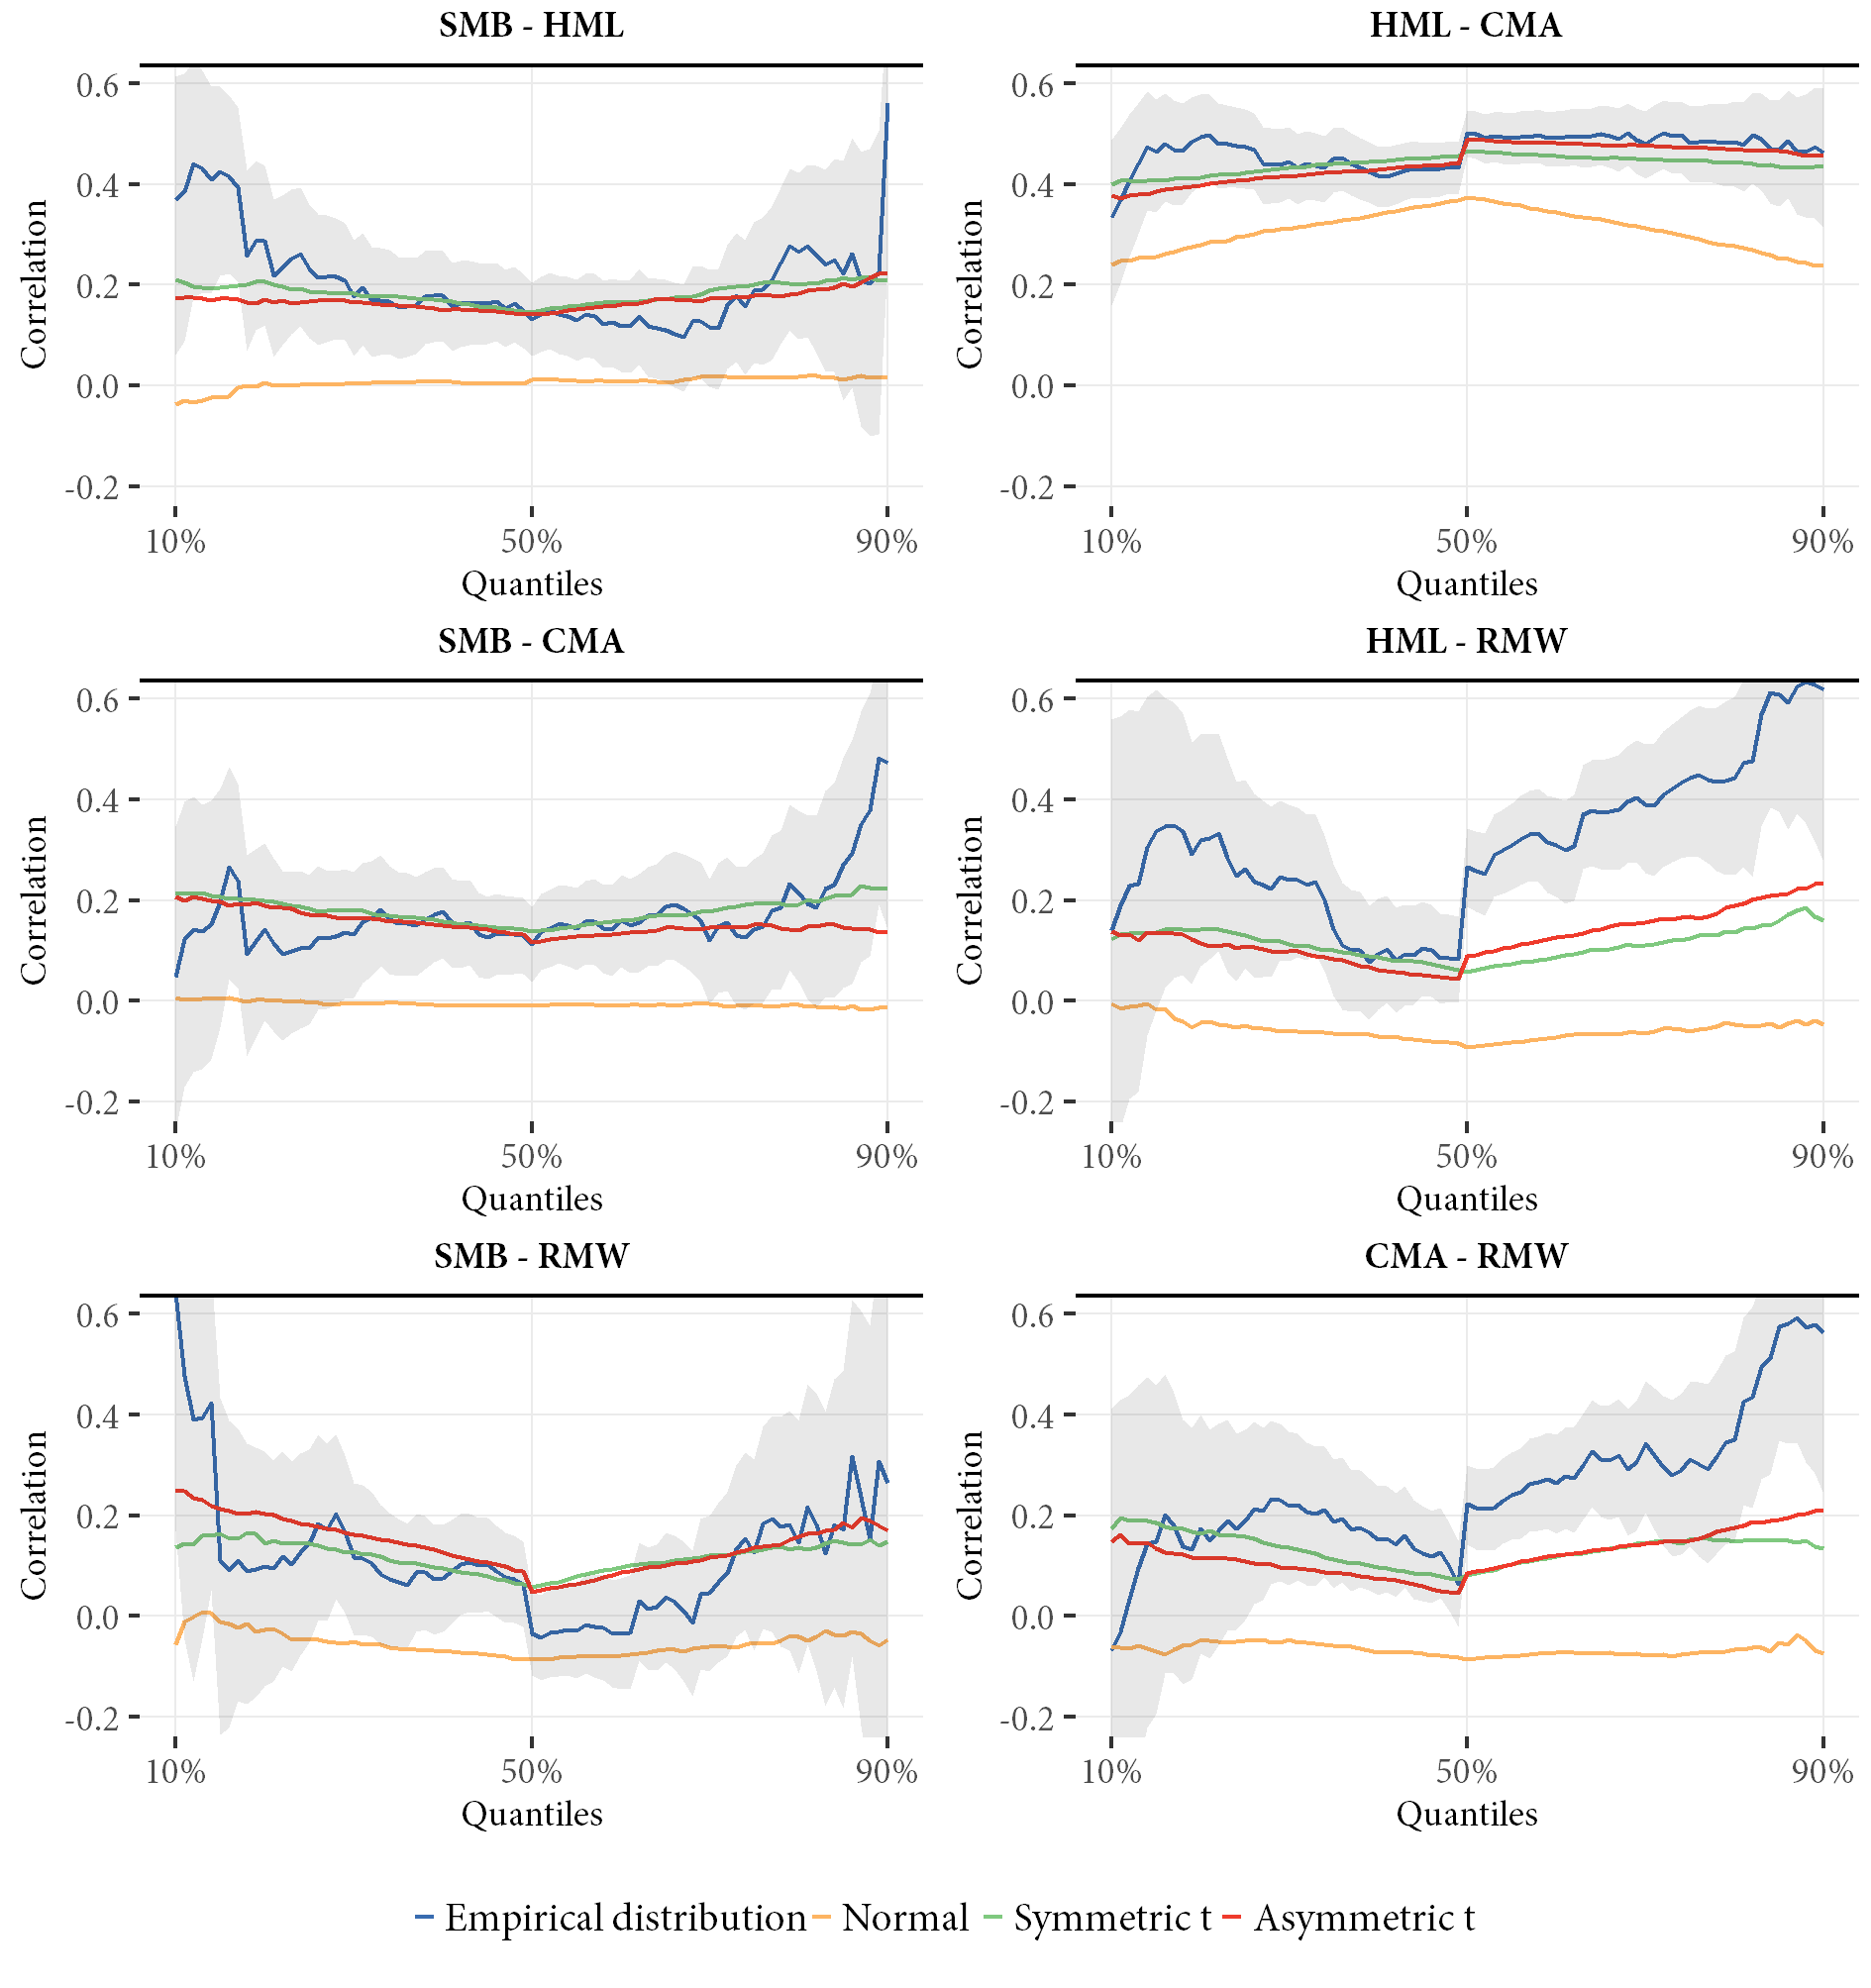 SMB - HML
HML - CMA
0.6
0.4
0.2
0.0
-0.2
Correlation
10%
50%
90%
Quantiles
0.6
0.4
0.2
0.0
-0.2
Correlation
10%
50%
90%
Quantiles
SMB - CMA
HML - RMW
0.6
0.4
0.2
0.0
-0.2
Correlation
10%
50%
90%
Quantiles
0.6
0.4
0.2
0.0
-0.2
Correlation
10%
50%
90%
Quantiles
SMB - RMW
CMA - RMW
0.6
0.4
0.2
0.0
-0.2
Correlation
10%
50%
90%
Quantiles
0.6
0.4
0.2
0.0
-0.2
Correlation
10%
50%
90%
Quantiles
Empirical distribution
Normal
Symmetric t
Asymmetric t